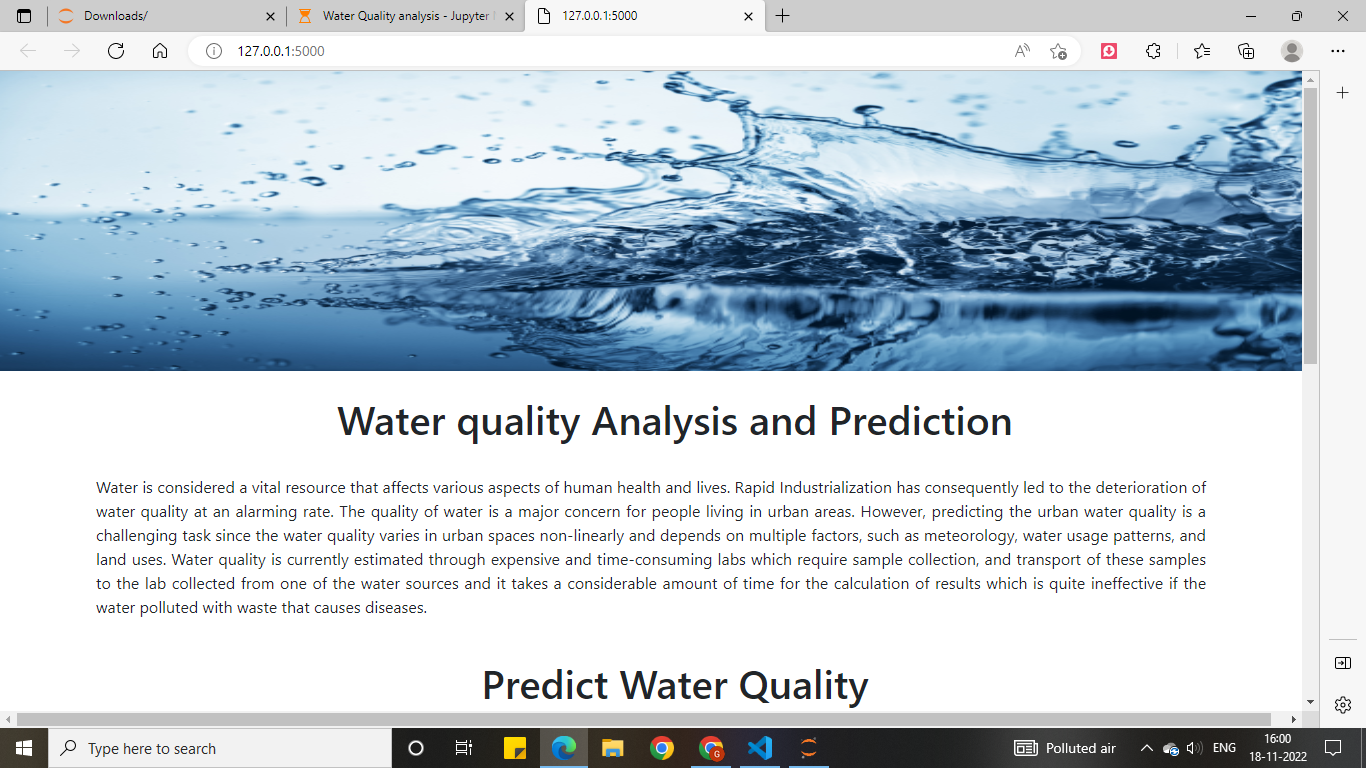 Downloads/
Water Quality analysis - Jupyter
127.0.0.1:5000
127.0.0.1:5000
Water quality Analysis and Prediction
Water is considered a vital resource that affects various aspects of human health and lives. Rapid Industrialization has consequently led to the deterioration of
water quality at an alarming rate. The quality of water is a major concern for people living in urban areas. However, predicting the urban water quality is a
challenging task since the water quality varies in urban spaces non-linearly and depends on multiple factors, such as meteorology, water usage patterns, and
land uses. Water quality is currently estimated through expensive and time-consuming labs which require sample collection, and transport of these samples
to the lab collected from one of the water sources and it takes a considerable amount of time for the calculation of results which is quite ineffective if the
water polluted with waste that causes diseases.
Predict Water Quality
Type here to search
Polluted air
ENG
16:00
18-11-2022